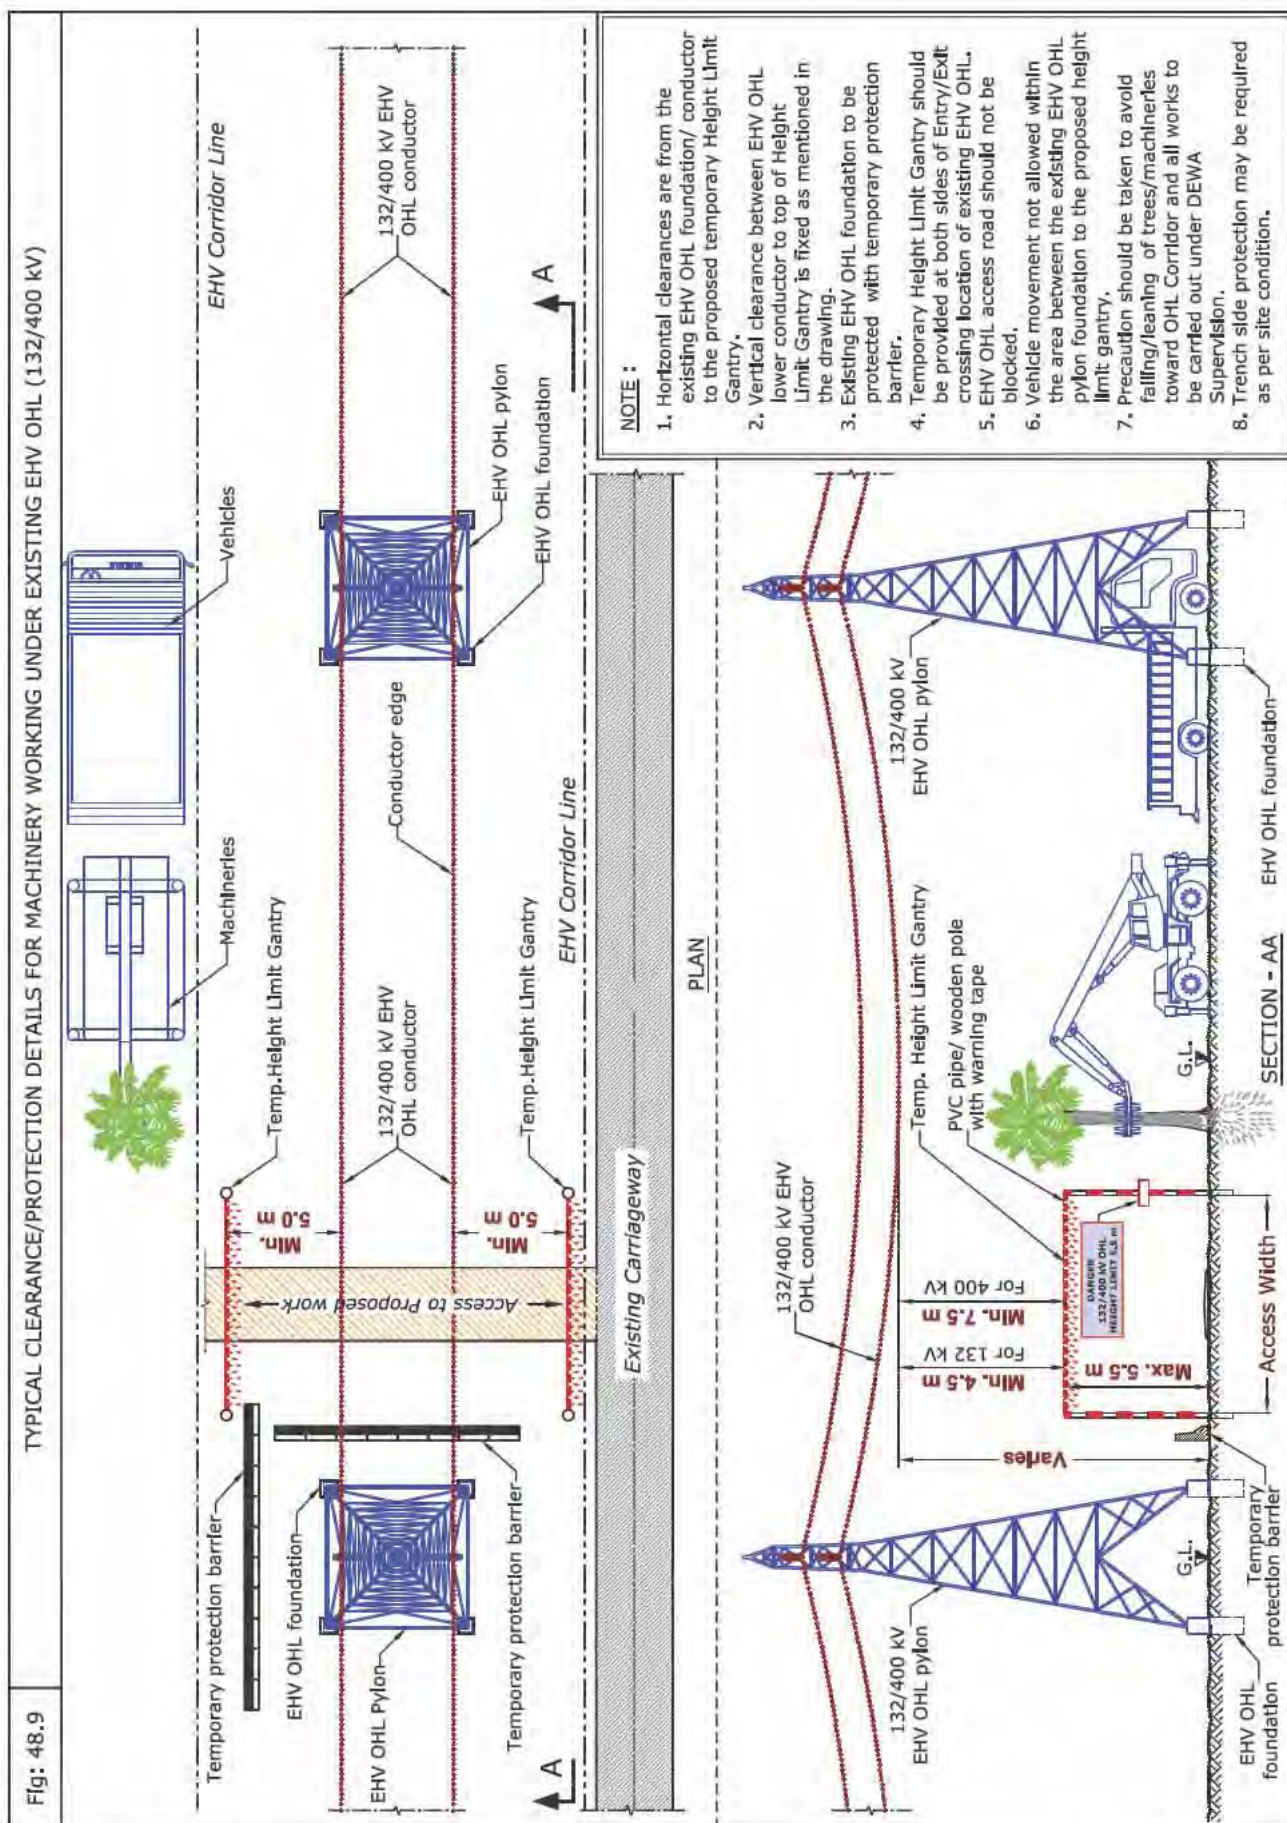 Fig: 48.9
TYPICAL CLEARANCE/PROTECTION DETAILS FOR MACHINERY WORKING UNDER EXISTING EHV OHL (132/400 kV)
Machineries
Vehicles
EHV Corridor Line
Temporary protection barrier
Temp.Height Limit Gantry
EHV OHL foundation
Min.
5.0 m
132/400 kV EHV
OHL conductor
132/400 kV EHV
OHL conductor
Conductor edge
EHV OHL Pylon
Access to Proposed work
EHV OHL pylon
EHV OHL foundation
Min.
5.0 m
Temporary protection barrier
Temp.Height Limit Gantry
A
A
EHV Corridor Line
Existing Carriageway
PLAN
132/400 kV EHV
OHL conductor
132/400 kV
EHV OHL pylon
132/400 kV
EHV OHL pylon
Temp. Height Limit Gantry
PVC pipe/ wooden pole
with warning tape
Varies
Min. 4.5 m
For 132 kV
Min. 7.5 m
For 400 kV
Max. 5.5 m
DANGER
132/400 kV OHL
HEIGHT LIMIT 5.5 m
G.L.
G.L.
Access Width
EHV OHL
foundation
Temporary
protection barrier
EHV OHL foundation
SECTION - AA
NOTE :
1. Horizontal clearances are from the
existing EHV OHL foundation/ conductor
to the proposed temporary Height Limit
Gantry.
2. Vertical clearance between EHV OHL
lower conductor to top of Height
Limit Gantry is fixed as mentioned in
the drawing.
3. Existing EHV OHL foundation to be
protected with temporary protection
barrier.
4. Temporary Height Limit Gantry should
be provided at both sides of Entry/Exit
crossing location of existing EHV OHL.
5. EHV OHL access road should not be
blocked.
6. Vehicle movement not allowed within
the area between the existing EHV OHL
pylon foundation to the proposed height
limit gantry.
7. Precaution should be taken to avoid
falling/leaning of trees/machineries
toward OHL Corridor and all works to
be carried out under DEWA
Supervision.
8. Trench side protection may be required
as per site condition.